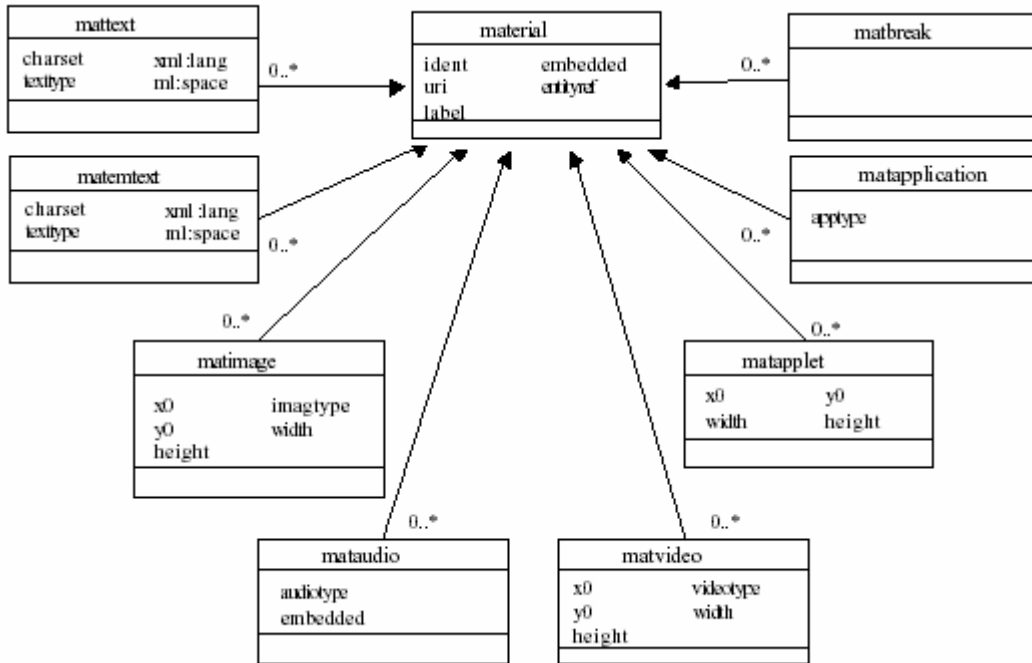 mattext
charset xml:lang
texttype ml:space
0..*
material
ident embedded
uri entityref
label
matbreak
0..*
matemtext
charset xml:lang
texttype ml:space
0..*
matapplication
apptype
0..*
matimage
x0 imagtype
y0 width
height
0..*
matapplet
x0 y0
width height
0..*
mataudio
audiotype
embedded
0..*
matvideo
x0 videotype
y0 width
height
0..*